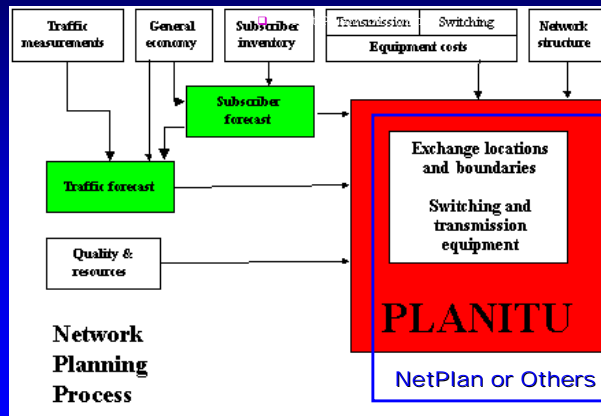 Traffic
measurements
General
economy
Subscriber
inventory
Transmission
Switching
Equipment costs
Network
structure
Subscriber
forecast
Traffic forecast
Quality &
resources
Exchange locations
and boundaries
Switching and
transmission
equipment
PLANITU
Network
Planning
Process
NetPlan or Others